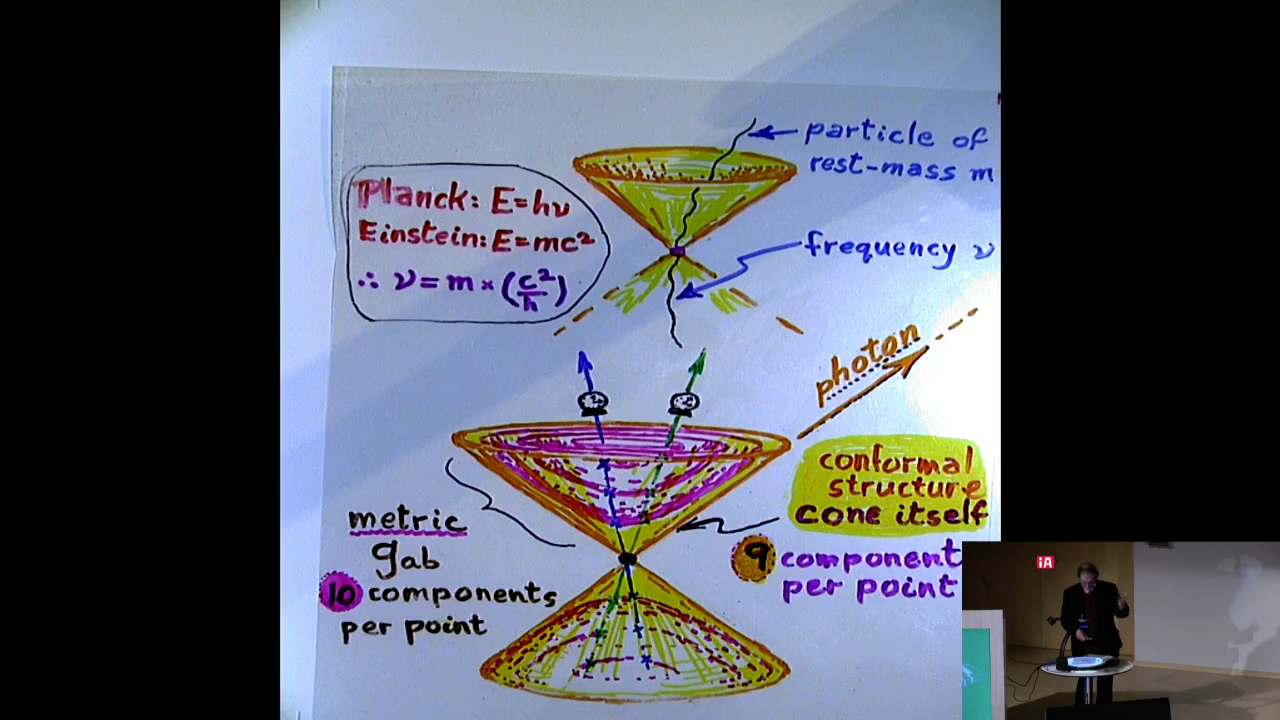 particle of
rest-mass m
Planck: E=hν
Einstein: E=mc²
∴ ν = m × (c²/h)
frequency ν
photon
conformal
structure
cone itself
metric
gab
10 components
per point
9 component
per point
iA